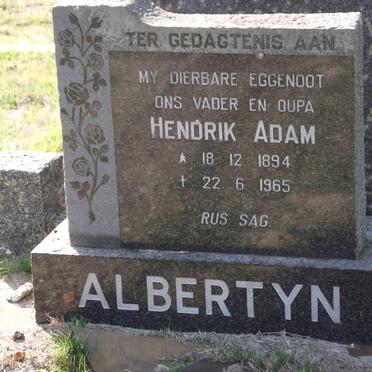 TER GEDAGTENIS AAN
MY DIERBARE EGGENOOT
ONS VADER EN OUPA
HENDRIK ADAM
* 18 12 1894
† 22 6 1965
RUS SAG
ALBERTYN